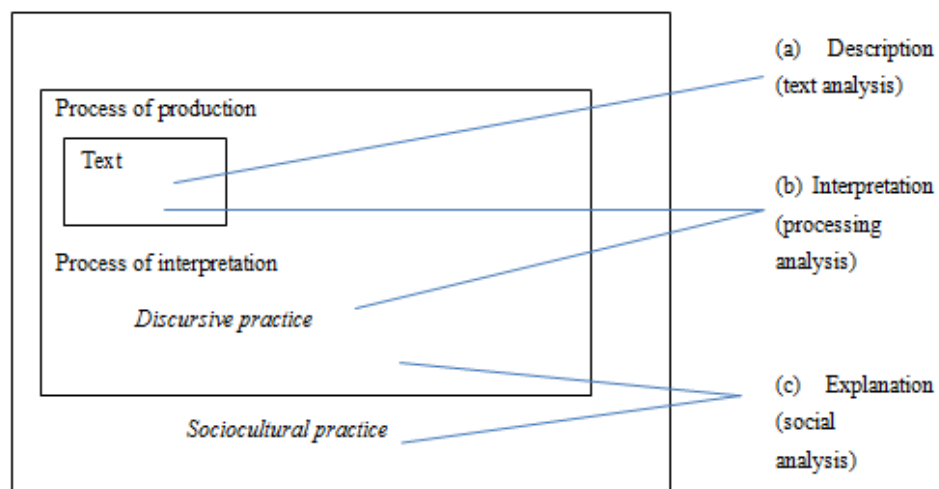 (a) Description
(text analysis)
Process of production
Text
(b) Interpretation
(processing
analysis)
Process of interpretation
Discursive practice
(c) Explanation
(social
analysis)
Sociocultural practice